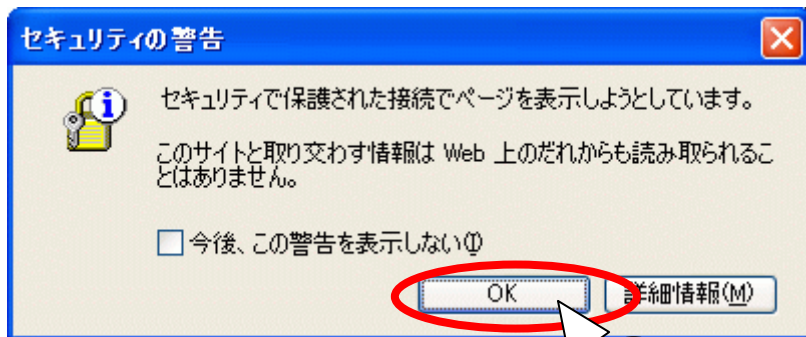 セキュリティの警告
セキュリティで保護された接続でページを表示しようとしています。
このサイトと取り交わす情報は Web 上のだれからも読み取られるこ
とはありません。
今後、この警告を表示しない(I)
OK
詳細情報(M)